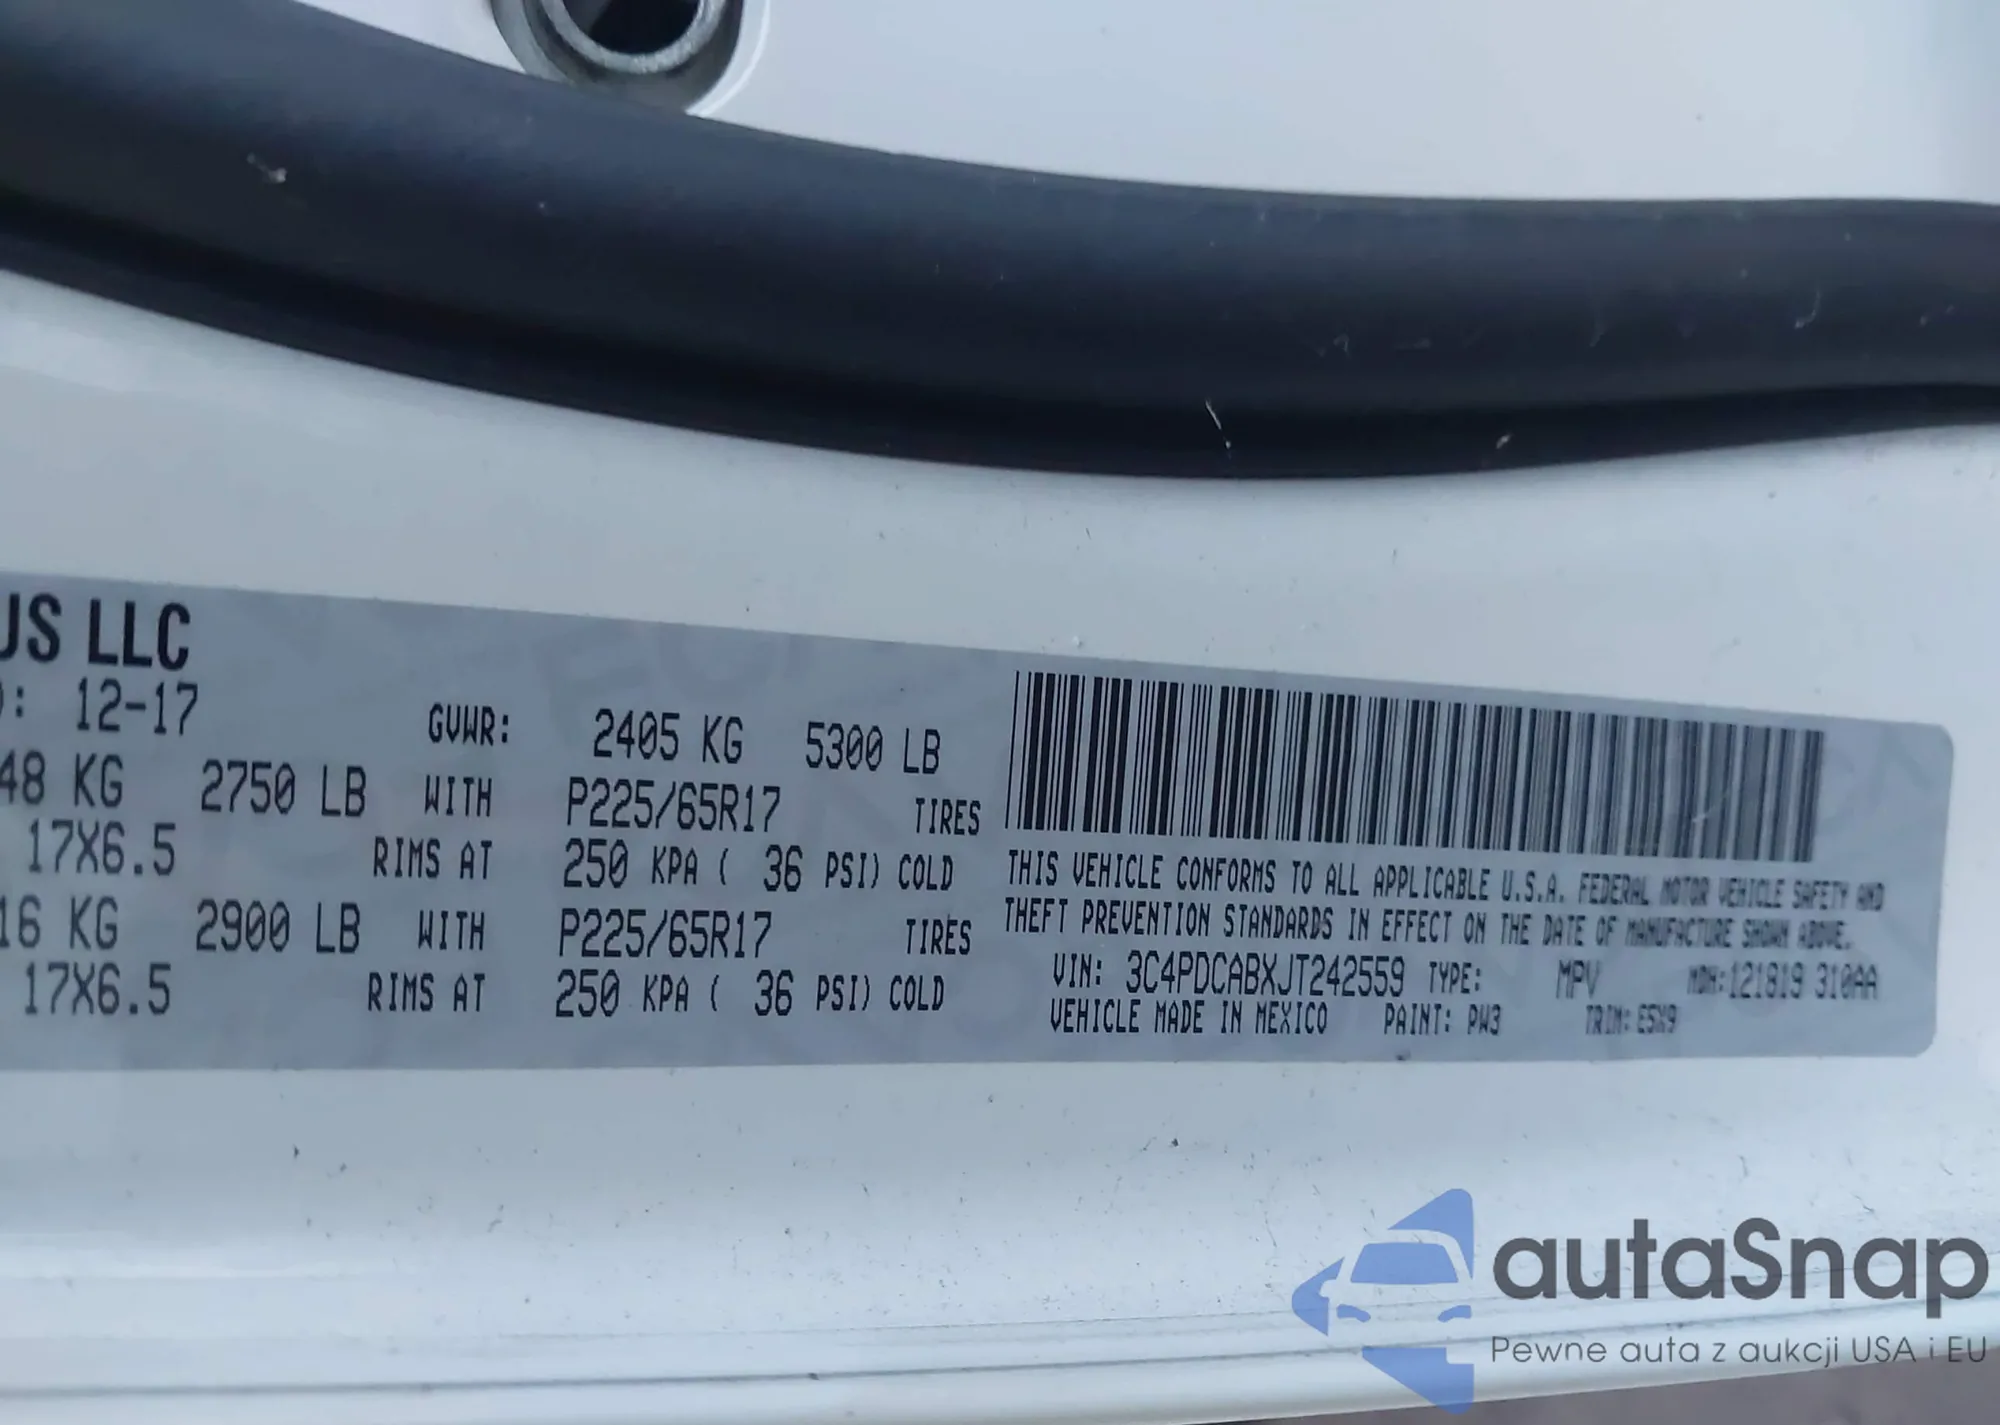 US LLC
): 12-17 GVWR: 2405 KG 5300 LB
48 KG 2750 LB WITH P225/65R17 TIRES
17X6.5 RIMS AT 250 KPA ( 36 PSI) COLD
16 KG 2900 LB WITH P225/65R17 TIRES
17X6.5 RIMS AT 250 KPA ( 36 PSI) COLD
THIS VEHICLE CONFORMS TO ALL APPLICABLE U.S.A. FEDERAL MOTOR VEHICLE SAFETY AND
THEFT PREVENTION STANDARDS IN EFFECT ON THE DATE OF MANUFACTURE SHOWN ABOVE.
VIN: 3C4PDCABXJT242559 TYPE: MPV MDH:121819 310AA
VEHICLE MADE IN MEXICO PAINT: PW3 TRIM: E5X9
autaSnap
Pewne auta z aukcji USA i EU